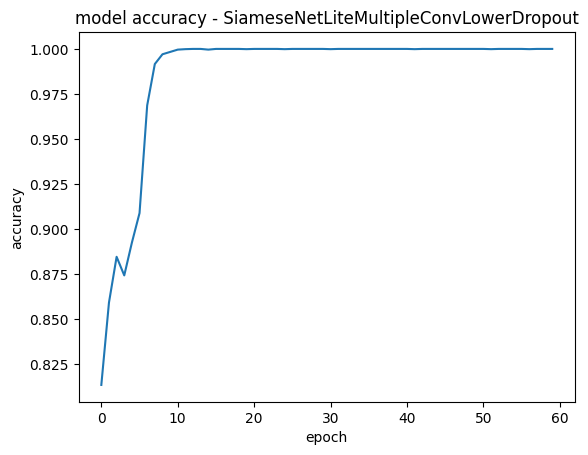 model accuracy - SiameseNetLiteMultipleConvLowerDropout
1.000
0.975
0.950
0.925
0.900
0.875
0.850
0.825
accuracy
0 10 20 30 40 50 60
epoch